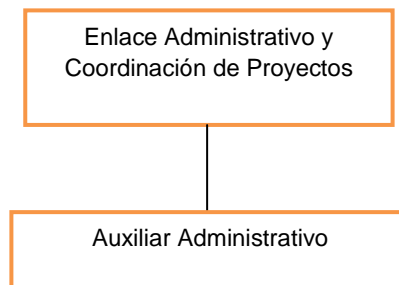 Enlace Administrativo y
Coordinación de Proyectos
Auxiliar Administrativo